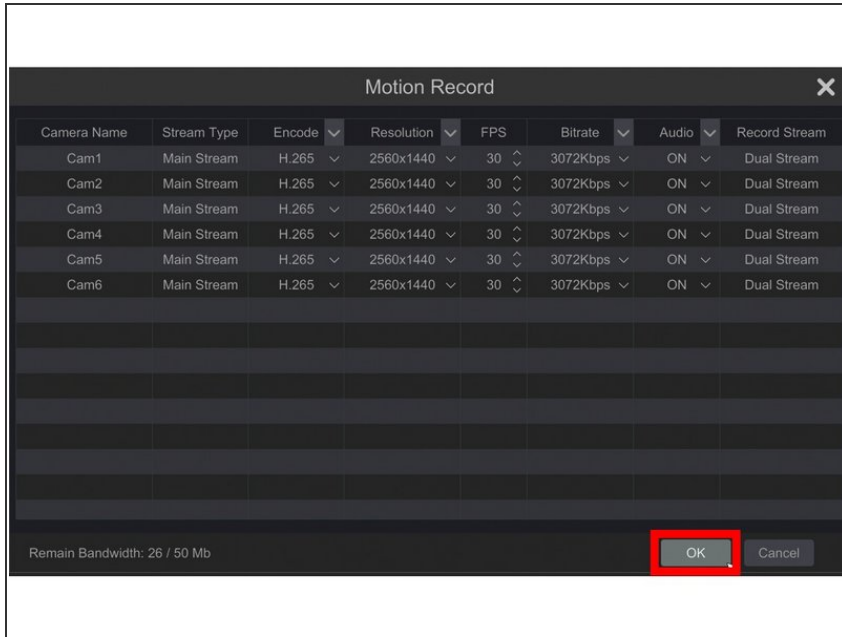 Motion Record
Camera Name Stream Type Encode Resolution FPS Bitrate Audio Record Stream
Cam1 Main Stream H.265 2560x1440 30 3072Kbps ON Dual Stream
Cam2 Main Stream H.265 2560x1440 30 3072Kbps ON Dual Stream
Cam3 Main Stream H.265 2560x1440 30 3072Kbps ON Dual Stream
Cam4 Main Stream H.265 2560x1440 30 3072Kbps ON Dual Stream
Cam5 Main Stream H.265 2560x1440 30 3072Kbps ON Dual Stream
Cam6 Main Stream H.265 2560x1440 30 3072Kbps ON Dual Stream
Remain Bandwidth: 26 / 50 Mb OK Cancel